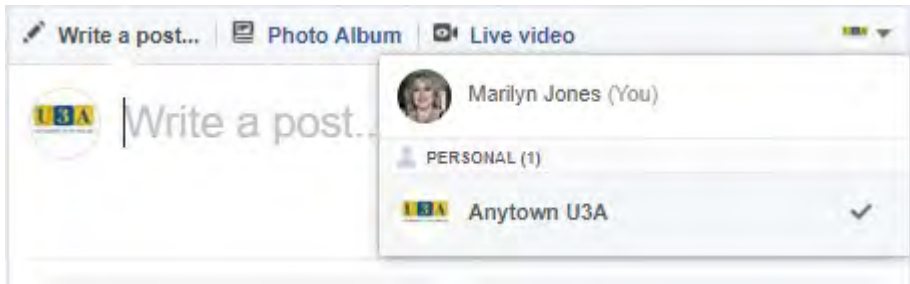 Write a post... Photo Album Live video
U3A
Write a post...
Marilyn Jones (You)
PERSONAL (1)
U3A Anytown U3A